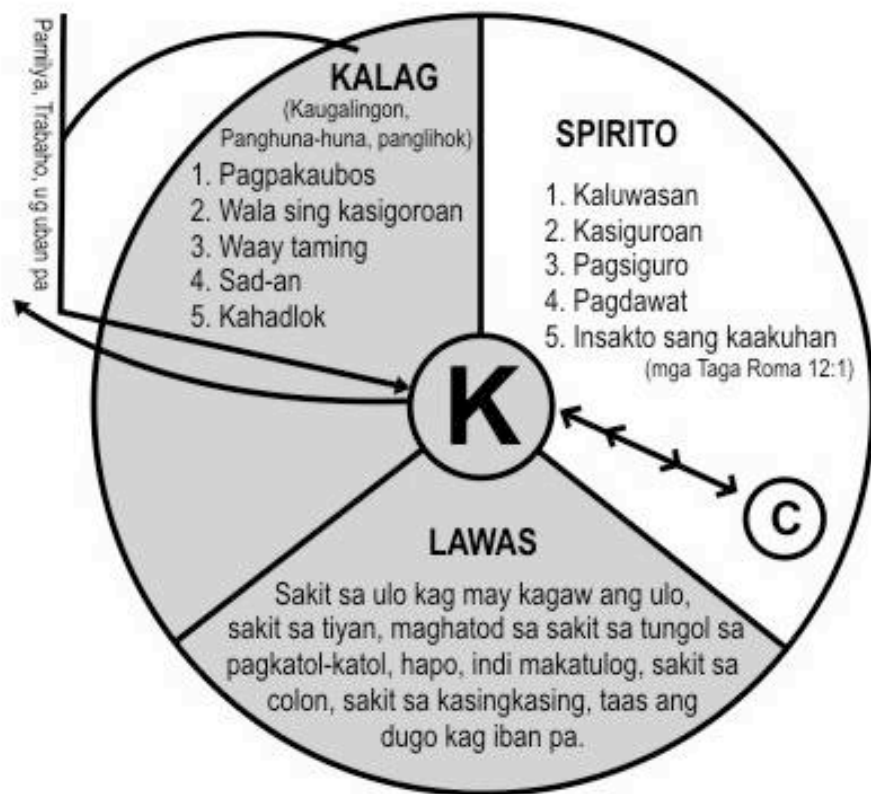 Pamilya, Trabaho, ug uban pa
KALAG
(Kaugalingon,
Panghuna-huna, panglihok)
1. Pagpakaubos
2. Wala sing kasigoroan
3. Waay taming
4. Sad-an
5. Kahadlok
SPIRITO
1. Kaluwasan
2. Kasiguroan
3. Pagsiguro
4. Pagdawat
5. Insakto sang kaakuhan
(mga Taga Roma 12:1)
K
C
LAWAS
Sakit sa ulo kag may kagaw ang ulo,
sakit sa tiyan, maghatod sa sakit sa tungol sa
pagkatol-katol, hapo, indi makatulog, sakit sa
colon, sakit sa kasingkasing, taas ang
dugo kag iban pa.